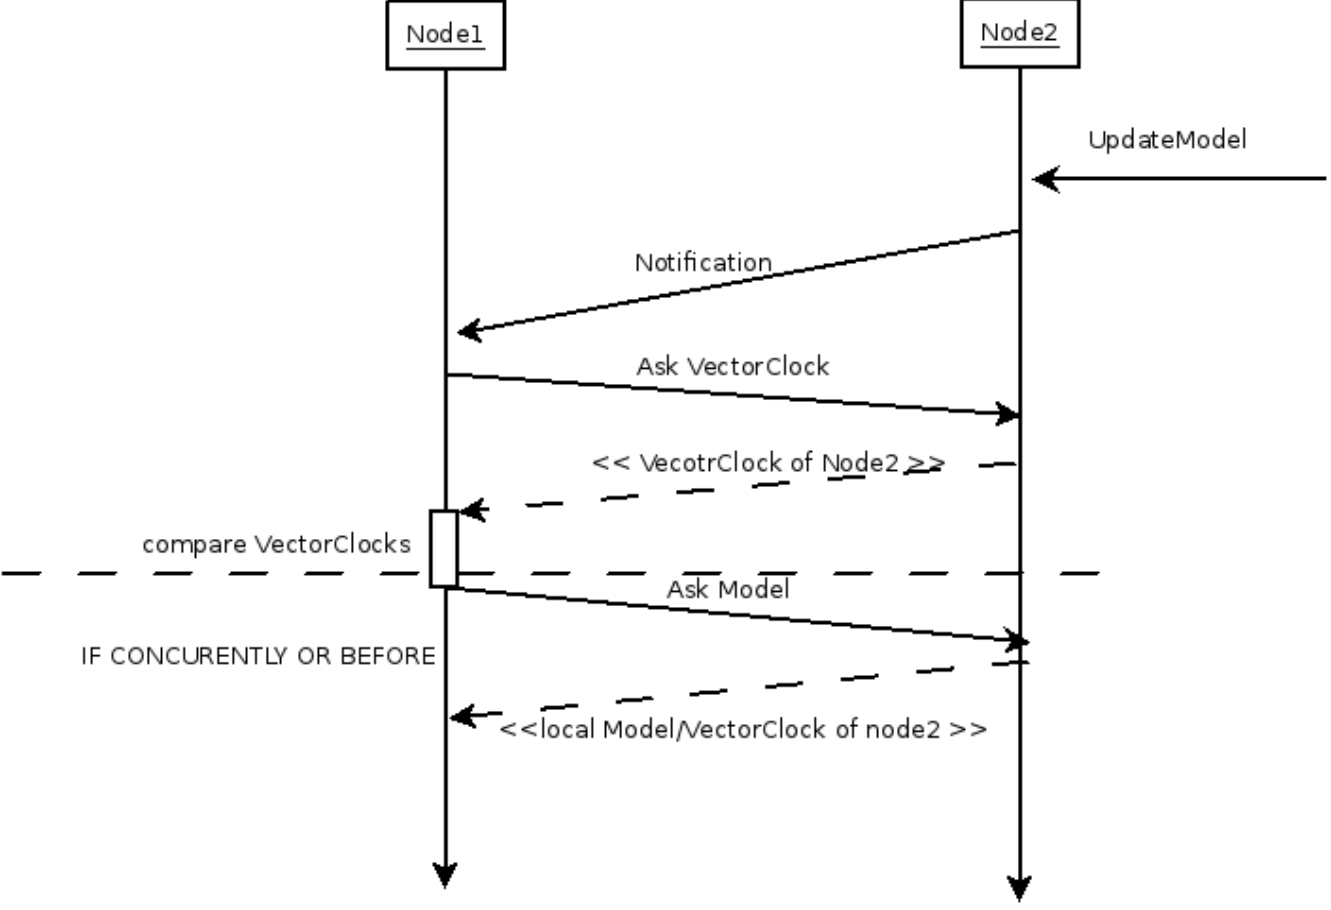 Node1
Node2
UpdateModel
Notification
Ask VectorClock
<< VecotrClock of Node2 >>
compare VectorClocks
Ask Model
IF CONCURENTLY OR BEFORE
<<local Model/VectorClock of node2 >>